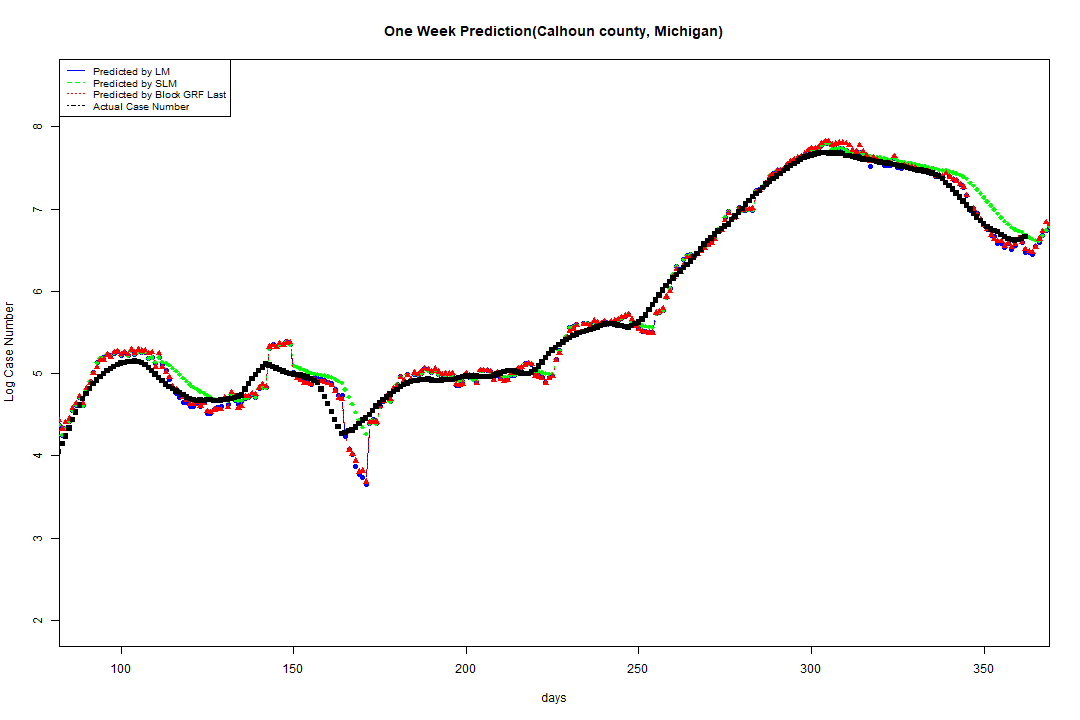 One Week Prediction(Calhoun county, Michigan)
Predicted by LM
Predicted by SLM
Predicted by Block GRF Last
Actual Case Number
Log Case Number
8
7
6
5
4
3
2
100 150 200 250 300 350
days